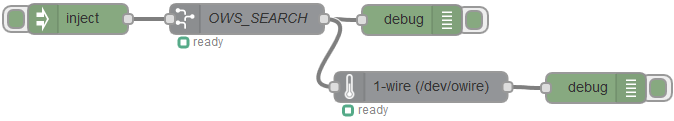 inject
OWS_SEARCH
debug
ready
1-wire (/dev/owire)
debug
ready